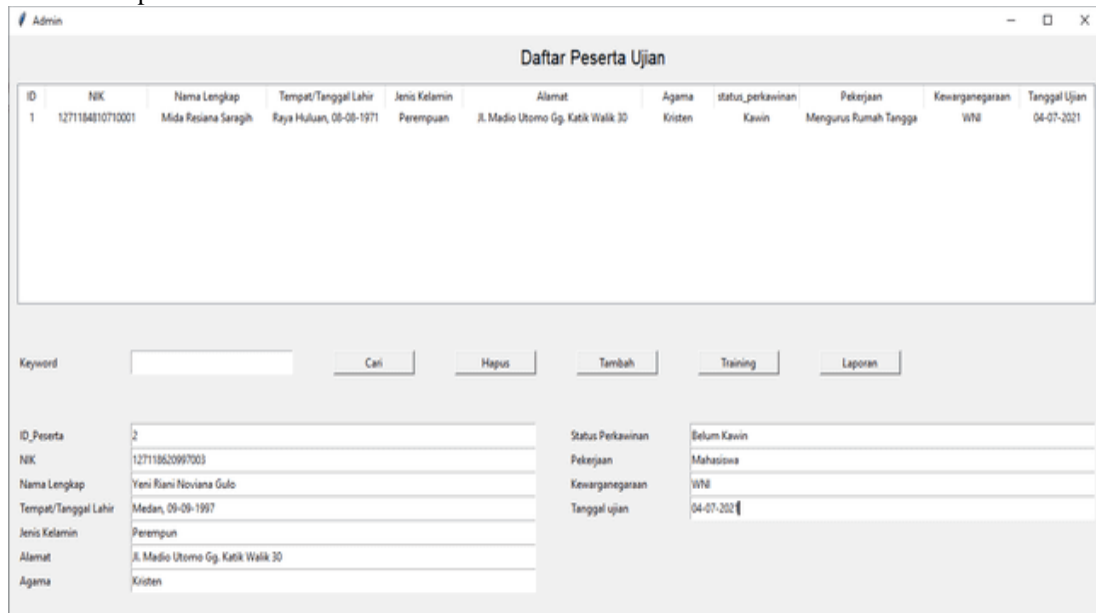 Admin
Daftar Peserta Ujian
ID NIK Nama Lengkap Tempat/Tanggal Lahir Jenis Kelamin Alamat Agama status_perkawinan Pekerjaan Kewarganegaraan Tanggal Ujian
1 1271184810710001 Mida Resiana Saragih Raya Huluan, 08-08-1971 Perempuan Jl. Madio Utomo Gg. Katik Walik 30 Kristen Kawin Mengurus Rumah Tangga WNI 04-07-2021
Keyword Cari Hapus Tambah Training Laporan
ID_Peserta 2 Status Perkawinan Belum Kawin
NIK 127118620997003 Pekerjaan Mahasiswa
Nama Lengkap Yeni Riani Noviana Gulo Kewarganegaraan WNI
Tempat/Tanggal Lahir Medan, 09-09-1997 Tanggal ujian 04-07-2021
Jenis Kelamin Perempun
Alamat Jl. Madio Utomo Gg. Katik Walik 30
Agama Kristen